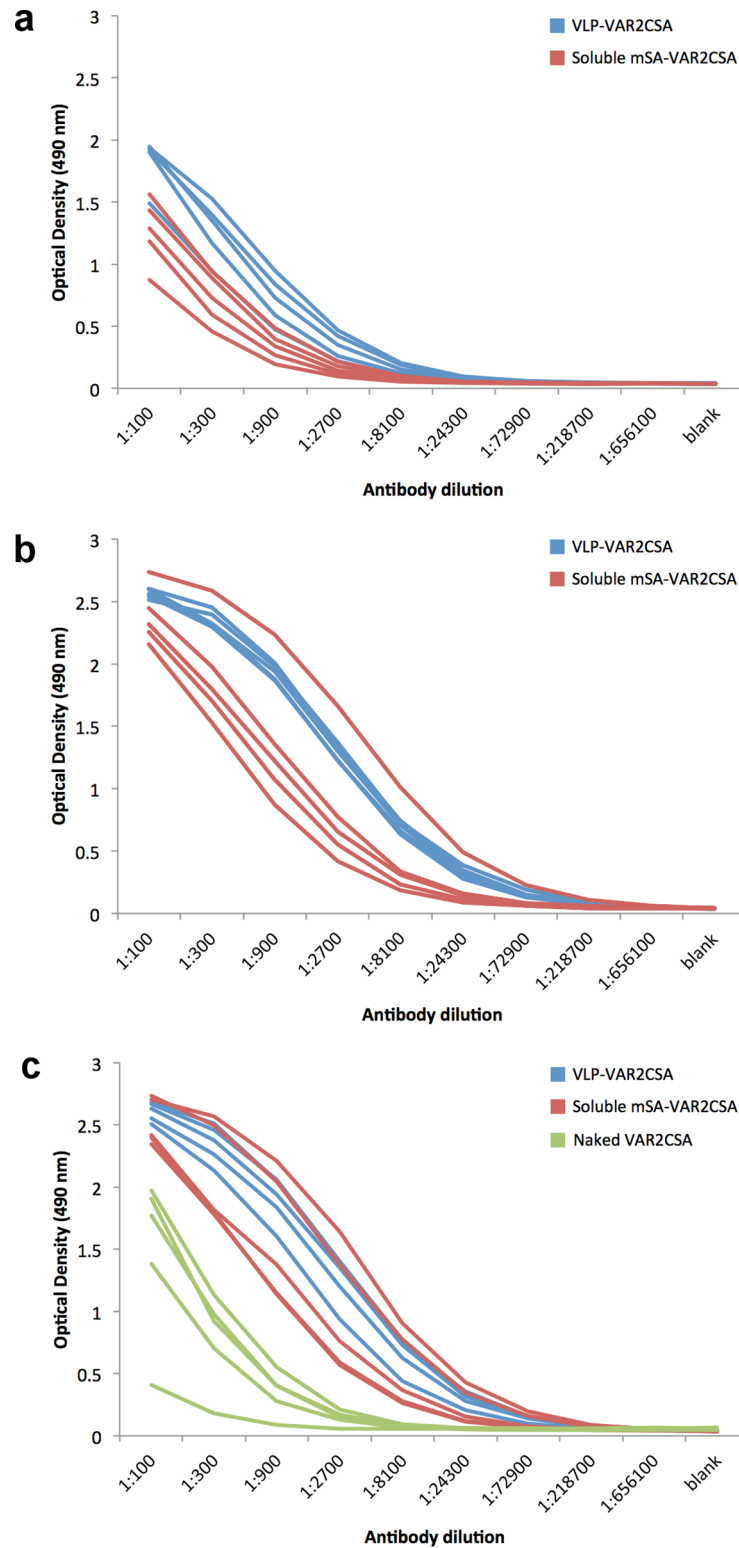 a
3
2.5
2
1.5
1
0.5
0
Optical Density (490 nm)
VLP-VAR2CSA
Soluble mSA-VAR2CSA
1:100
1:300
1:900
1:2700
1:8100
1:24300
1:72900
1:218700
1:656100
blank
Antibody dilution
b
3
2.5
2
1.5
1
0.5
0
Optical Density (490 nm)
VLP-VAR2CSA
Soluble mSA-VAR2CSA
1:100
1:300
1:900
1:2700
1:8100
1:24300
1:72900
1:218700
1:656100
blank
Antibody dilution
c
3
2.5
2
1.5
1
0.5
0
Optical Density (490 nm)
VLP-VAR2CSA
Soluble mSA-VAR2CSA
Naked VAR2CSA
1:100
1:300
1:900
1:2700
1:8100
1:24300
1:72900
1:218700
1:656100
blank
Antibody dilution